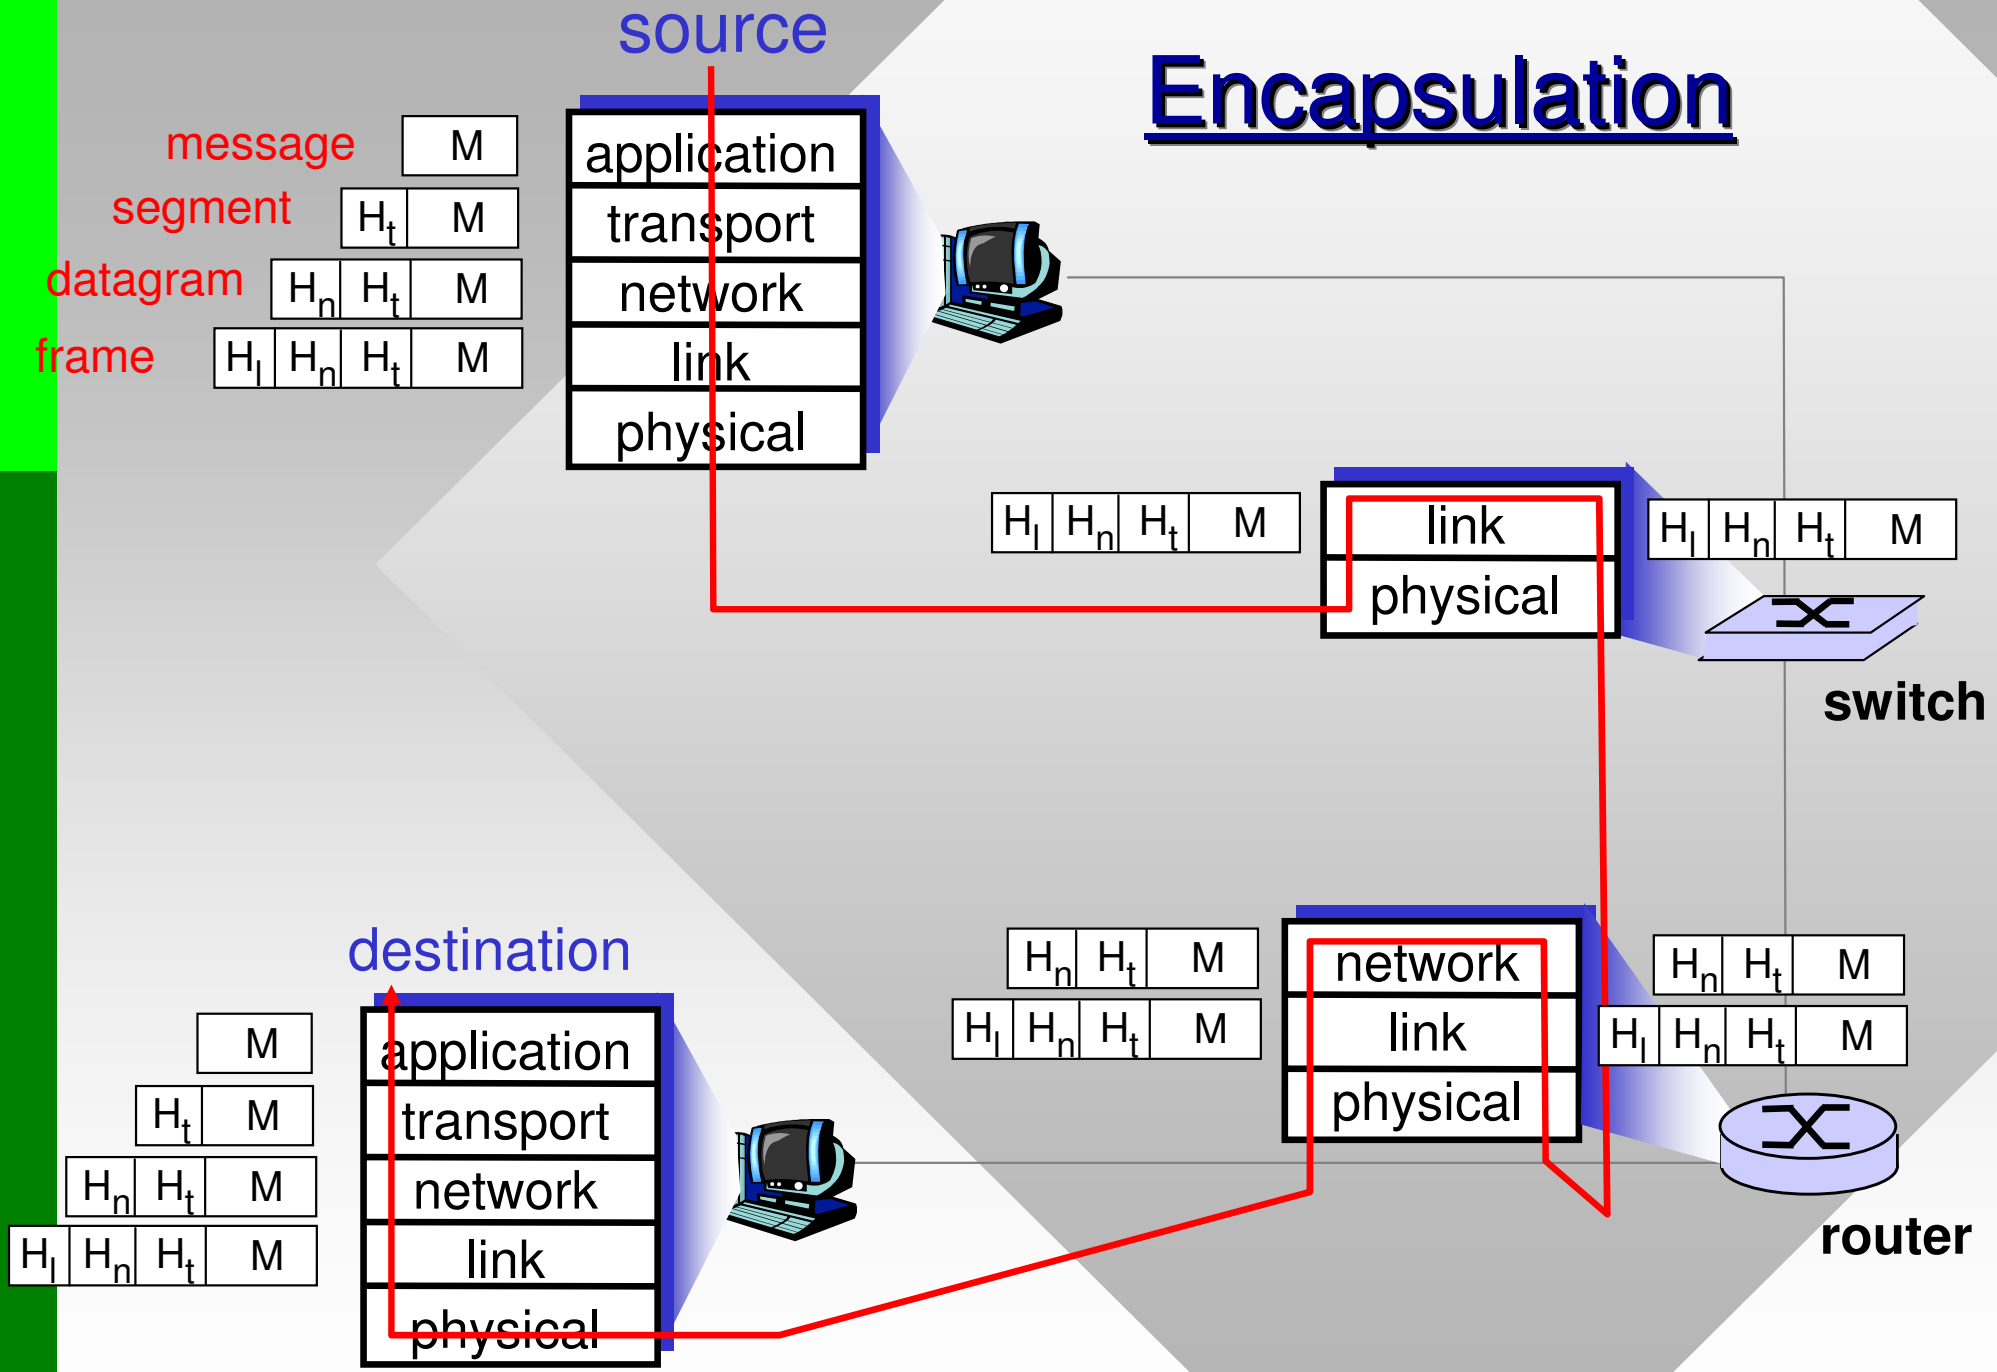 source
Encapsulation
message M application
segment Ht M transport
datagram Hn Ht M network
frame Hl Hn Ht M link
physical
Hl Hn Ht M link Hl Hn Ht M
physical
switch
destination
Hn Ht M network Hn Ht M
Hl Hn Ht M link Hl Hn Ht M
physical
router
M application
Ht M transport
Hn Ht M network
Hl Hn Ht M link
physical